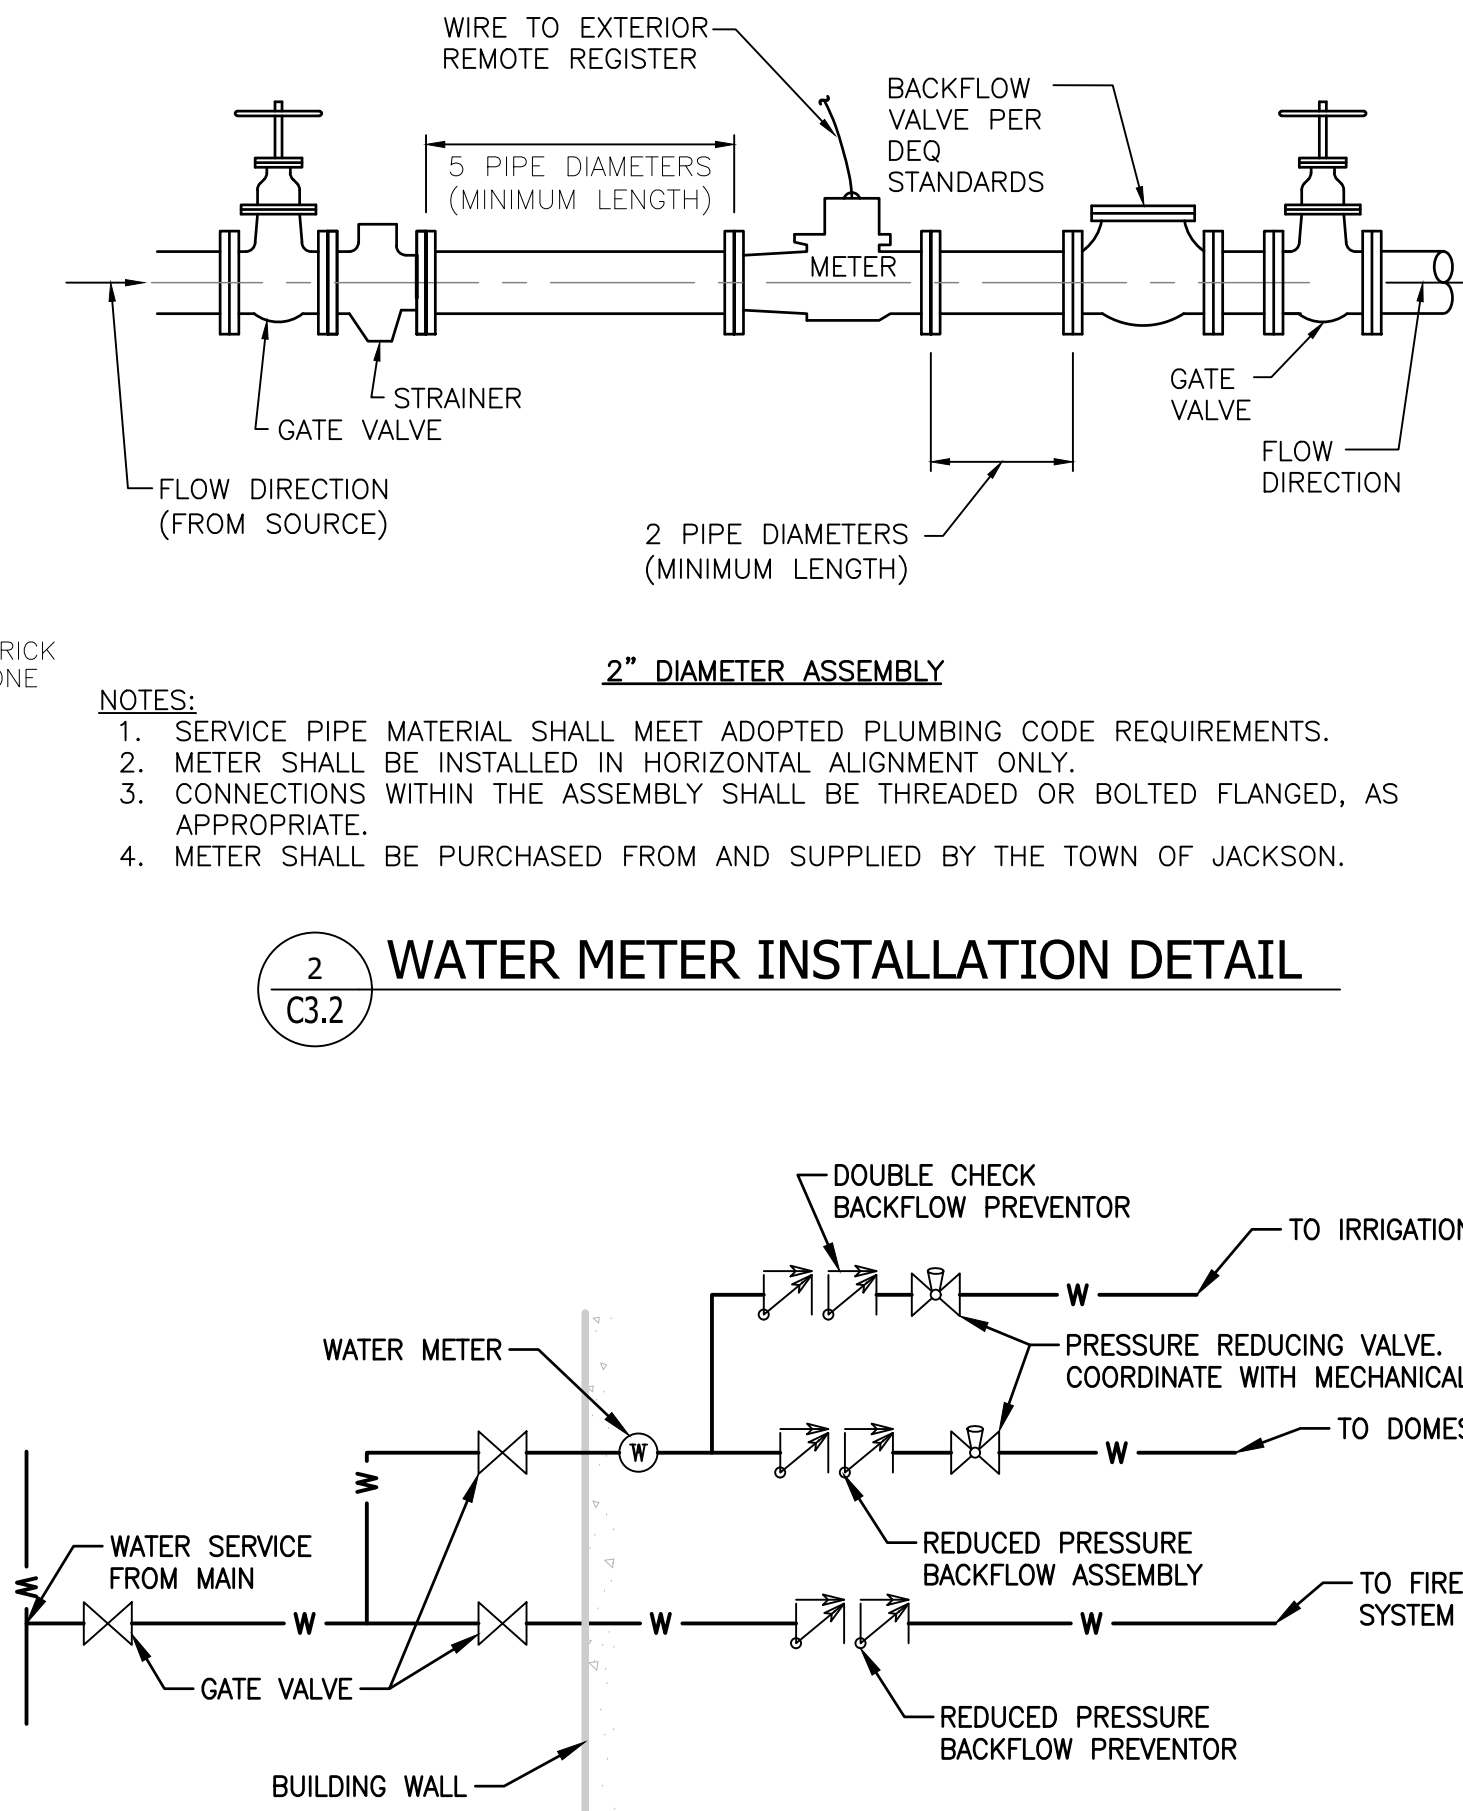 WIRE TO EXTERIOR
REMOTE REGISTER
BACKFLOW
VALVE PER
DEQ
STANDARDS
5 PIPE DIAMETERS
(MINIMUM LENGTH)
METER
STRAINER
GATE VALVE
GATE
VALVE
FLOW DIRECTION
(FROM SOURCE)
FLOW
DIRECTION
2 PIPE DIAMETERS
(MINIMUM LENGTH)
RICK
ONE
2" DIAMETER ASSEMBLY
NOTES:
1. SERVICE PIPE MATERIAL SHALL MEET ADOPTED PLUMBING CODE REQUIREMENTS.
2. METER SHALL BE INSTALLED IN HORIZONTAL ALIGNMENT ONLY.
3. CONNECTIONS WITHIN THE ASSEMBLY SHALL BE THREADED OR BOLTED FLANGED, AS
APPROPRIATE.
4. METER SHALL BE PURCHASED FROM AND SUPPLIED BY THE TOWN OF JACKSON.
2
C3.2
WATER METER INSTALLATION DETAIL
DOUBLE CHECK
BACKFLOW PREVENTOR
TO IRRIGATION
W
WATER METER
PRESSURE REDUCING VALVE.
COORDINATE WITH MECHANICAL
TO DOMES
W
W
W
WATER SERVICE
FROM MAIN
REDUCED PRESSURE
BACKFLOW ASSEMBLY
TO FIRE
SYSTEM
W
W
W
W
GATE VALVE
REDUCED PRESSURE
BACKFLOW PREVENTOR
BUILDING WALL